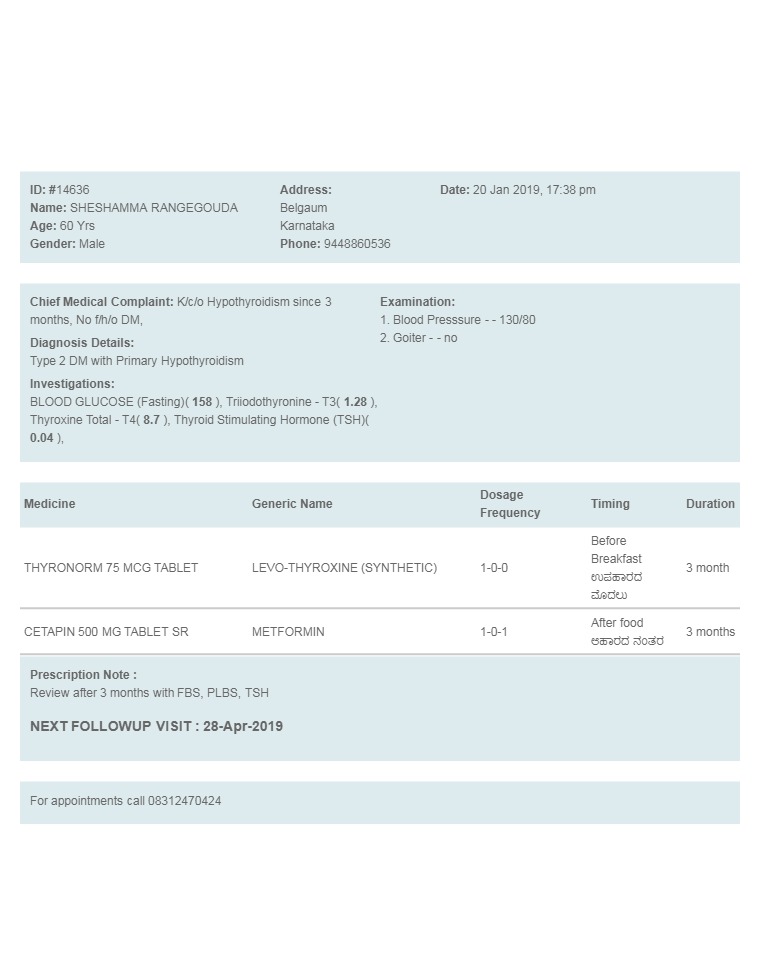 ID: #14636
Name: SHESHAMMA RANGEGOUDA
Age: 60 Yrs
Gender: Male
Address:
Belgaum
Karnataka
Phone: 9448860536
Date: 20 Jan 2019, 17:38 pm
Chief Medical Complaint: K/c/o Hypothyroidism since 3
months, No f/h/o DM,
Diagnosis Details:
Type 2 DM with Primary Hypothyroidism
Investigations:
BLOOD GLUCOSE (Fasting)( 158 ), Triiodothyronine - T3( 1.28 ),
Thyroxine Total - T4( 8.7 ), Thyroid Stimulating Hormone (TSH)(
0.04 ),
Examination:
1. Blood Presssure - - 130/80
2. Goiter - - no
Medicine Generic Name Dosage Frequency Timing Duration
THYRONORM 75 MCG TABLET LEVO-THYROXINE (SYNTHETIC) 1-0-0 Before Breakfast ಉಪಹಾರದ ಮೊದಲು 3 month
CETAPIN 500 MG TABLET SR METFORMIN 1-0-1 After food ಆಹಾರದ ನಂತರ 3 months
Prescription Note :
Review after 3 months with FBS, PLBS, TSH
NEXT FOLLOWUP VISIT : 28-Apr-2019
For appointments call 08312470424